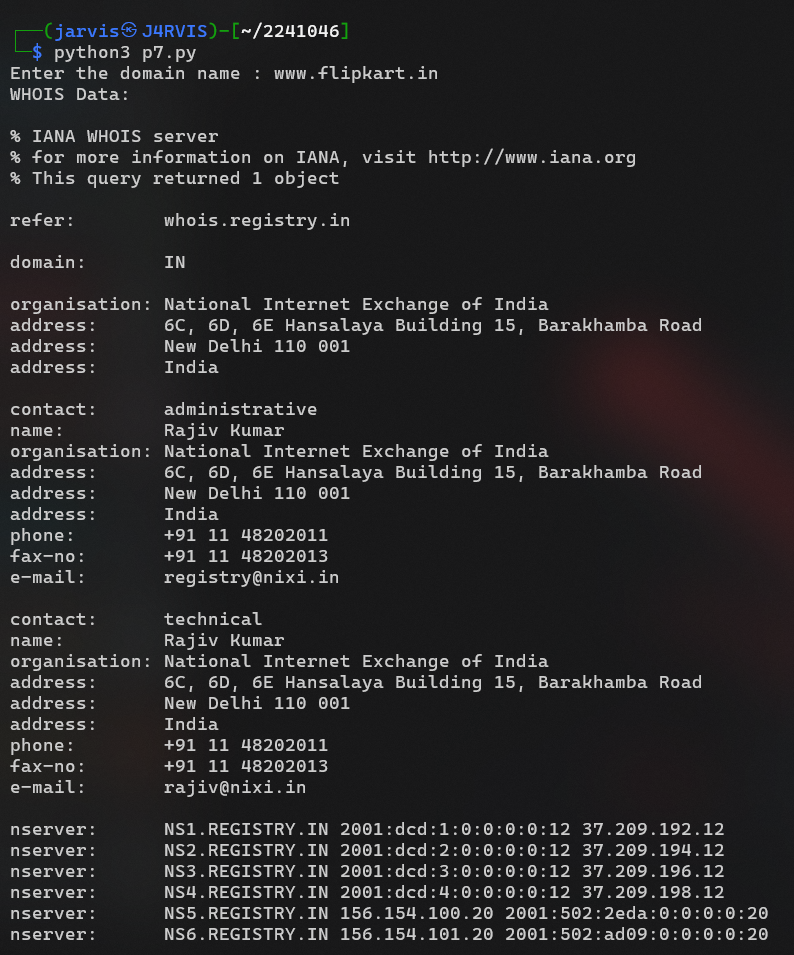 ┌──(jarvis㉿J4RVIS)-[~/2241046]
└─$ python3 p7.py
Enter the domain name : www.flipkart.in
WHOIS Data:

% IANA WHOIS server
% for more information on IANA, visit http://www.iana.org
% This query returned 1 object

refer:        whois.registry.in

domain:       IN

organisation: National Internet Exchange of India
address:      6C, 6D, 6E Hansalaya Building 15, Barakhamba Road
address:      New Delhi 110 001
address:      India

contact:      administrative
name:         Rajiv Kumar
organisation: National Internet Exchange of India
address:      6C, 6D, 6E Hansalaya Building 15, Barakhamba Road
address:      New Delhi 110 001
address:      India
phone:        +91 11 48202011
fax-no:       +91 11 48202013
e-mail:       registry@nixi.in

contact:      technical
name:         Rajiv Kumar
organisation: National Internet Exchange of India
address:      6C, 6D, 6E Hansalaya Building 15, Barakhamba Road
address:      New Delhi 110 001
address:      India
phone:        +91 11 48202011
fax-no:       +91 11 48202013
e-mail:       rajiv@nixi.in

nserver:      NS1.REGISTRY.IN 2001:dcd:1:0:0:0:0:12 37.209.192.12
nserver:      NS2.REGISTRY.IN 2001:dcd:2:0:0:0:0:12 37.209.194.12
nserver:      NS3.REGISTRY.IN 2001:dcd:3:0:0:0:0:12 37.209.196.12
nserver:      NS4.REGISTRY.IN 2001:dcd:4:0:0:0:0:12 37.209.198.12
nserver:      NS5.REGISTRY.IN 156.154.100.20 2001:502:2eda:0:0:0:0:20
nserver:      NS6.REGISTRY.IN 156.154.101.20 2001:502:ad09:0:0:0:0:20